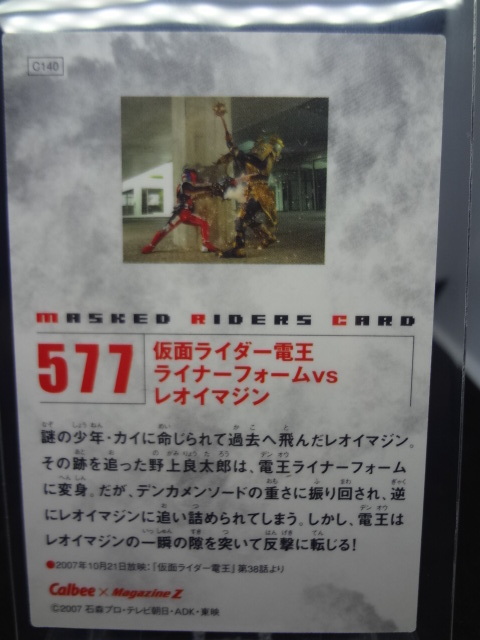 C140
MASKED RIDERS CARD
577
仮面ライダー電王
ライナーフォームvs
レオイマジン
謎の少年・カイに命じられて過去へ飛んだレオイマジン。
その跡を追った野上良太郎は、電王ライナーフォーム
に変身。だが、デンカメンソードの重さに振り回され、逆
にレオイマジンに追い詰められてしまう。しかし、電王は
レオイマジンの一瞬の隙を突いて反撃に転じる!
●2007年10月21日放映:『仮面ライダー電王』第38話より
Calbee × Magazine Z
©2007 石森プロ・テレビ朝日・ADK・東映